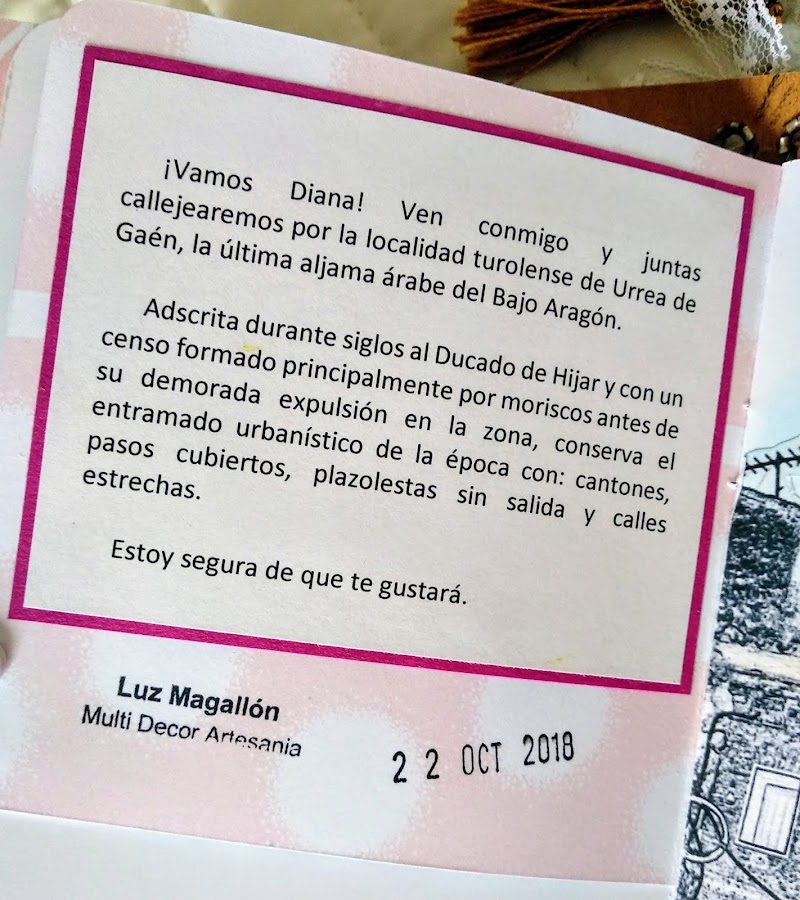 ¡Vamos Diana! Ven conmigo y juntas
callejearemos por la localidad turolense de Urrea de
Gaén, la última aljama árabe del Bajo Aragón.
Adscrita durante siglos al Ducado de Hijar y con un
censo formado principalmente por moriscos antes de
su demorada expulsión en la zona, conserva el
entramado urbanístico de la época con: cantones,
pasos cubiertos, plazolestas sin salida y calles
estrechas.
Estoy segura de que te gustará.
Luz Magallón
Multi Decor Artesania
22 OCT 2018